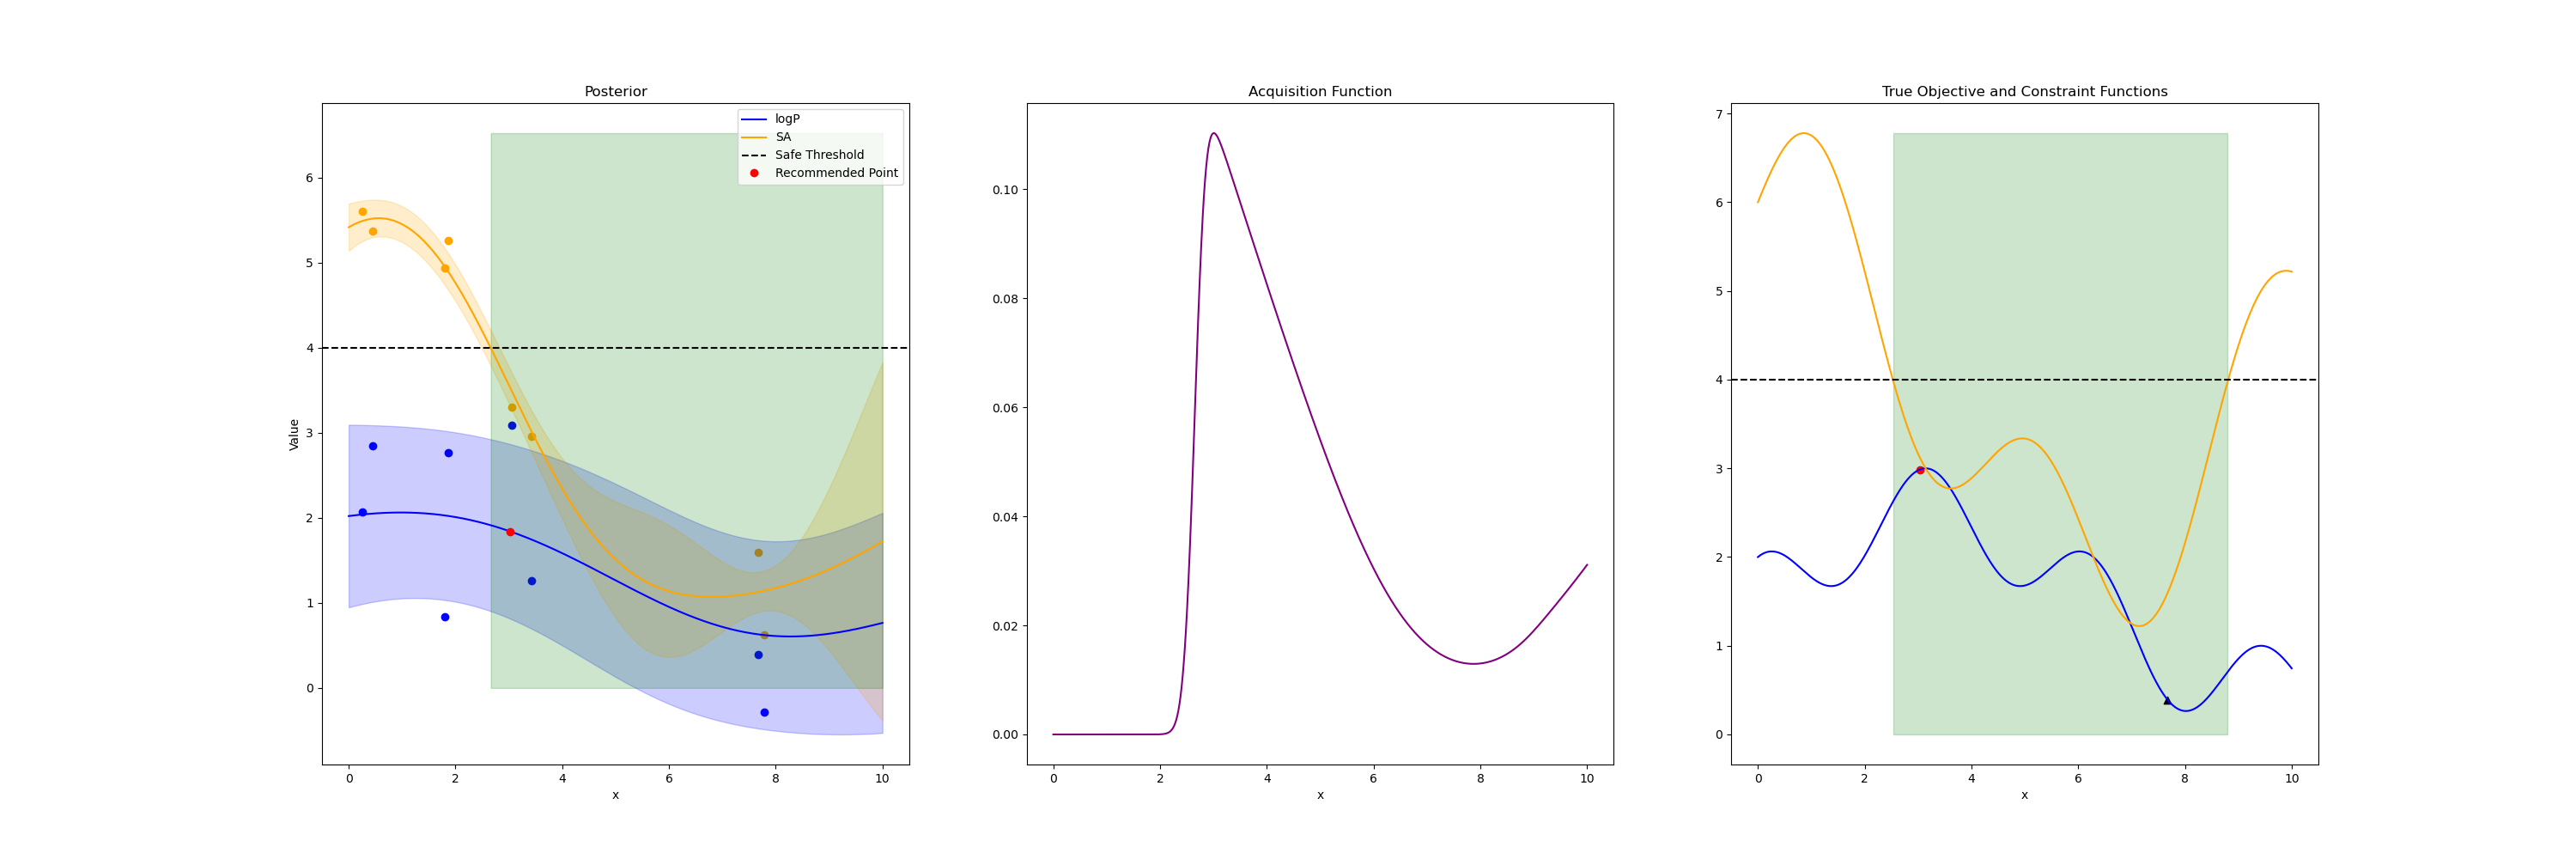 Posterior
logP
SA
Safe Threshold
Recommended Point
Value
6
5
4
3
2
1
0
0 2 4 6 8 10
x
Acquisition Function
0.10
0.08
0.06
0.04
0.02
0.00
0 2 4 6 8 10
x
True Objective and Constraint Functions
7
6
5
4
3
2
1
0
0 2 4 6 8 10
x